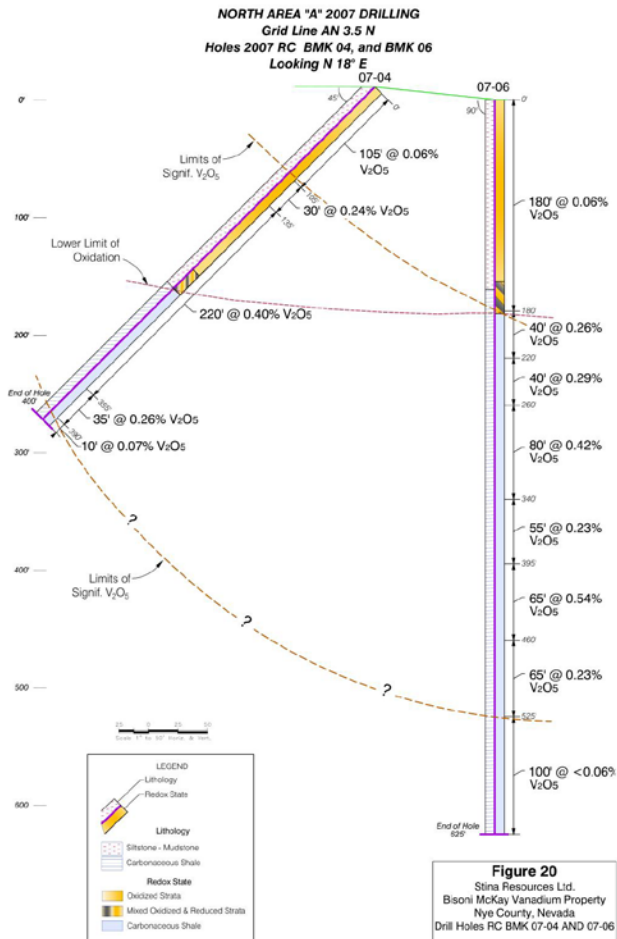 NORTH AREA "A" 2007 DRILLING
Grid Line AN 3.5 N
Holes 2007 RC BMK 04, and BMK 06
Looking N 18° E
07-04
07-06
0'
45'
0'
90'
0'
Limits of
Signif. V₂O₅
105' @ 0.06%
V₂O₅
105'
30' @ 0.24% V₂O₅
135'
100'
180' @ 0.06%
V₂O₅
Lower Limit of
Oxidation
220' @ 0.40% V₂O₅
180
200'
40' @ 0.26%
V₂O₅
220
40' @ 0.29%
V₂O₅
260
End of Hole
400'
355'
35' @ 0.26% V₂O₅
390'
10' @ 0.07% V₂O₅
300'
80' @ 0.42%
V₂O₅
340
?
55' @ 0.23%
V₂O₅
395'
400'
Limits of
Signif. V₂O₅
65' @ 0.54%
V₂O₅
?
460
65' @ 0.23%
V₂O₅
?
500'
525'
25 0 25 50
100' @ <0.06%
V₂O₅
600'
End of Hole
625'
LEGEND
Lithology
Redox State
Lithology
Siltstone - Mudstone
Carbonaceous Shale
Redox State
Oxidized Strata
Mixed Oxidized & Reduced Strata
Carbonaceous Shale
Figure 20
Stina Resources Ltd.
Bisoni McKay Vanadium Property
Nye County, Nevada
Drill Holes RC BMK 07-04 AND 07-06